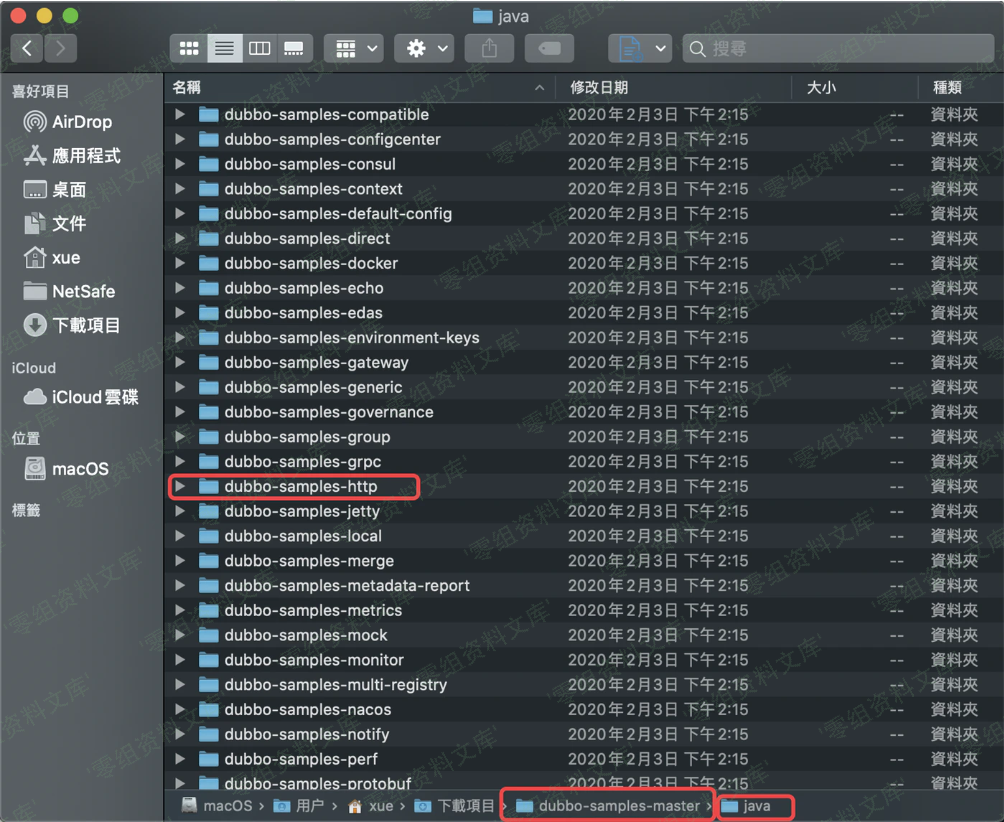 java
搜尋
喜好項目
AirDrop
應用程式
桌面
文件
xue
NetSafe
下載項目
iCloud
iCloud 雲碟
位置
macOS
標籤
名稱 修改日期 大小 種類
dubbo-samples-compatible 2020年2月3日 下午2:15 -- 資料夾
dubbo-samples-configcenter 2020年2月3日 下午2:15 -- 資料夾
dubbo-samples-consul 2020年2月3日 下午2:15 -- 資料夾
dubbo-samples-context 2020年2月3日 下午2:15 -- 資料夾
dubbo-samples-default-config 2020年2月3日 下午2:15 -- 資料夾
dubbo-samples-direct 2020年2月3日 下午2:15 -- 資料夾
dubbo-samples-docker 2020年2月3日 下午2:15 -- 資料夾
dubbo-samples-echo 2020年2月3日 下午2:15 -- 資料夾
dubbo-samples-edas 2020年2月3日 下午2:15 -- 資料夾
dubbo-samples-environment-keys 2020年2月3日 下午2:15 -- 資料夾
dubbo-samples-gateway 2020年2月3日 下午2:15 -- 資料夾
dubbo-samples-generic 2020年2月3日 下午2:15 -- 資料夾
dubbo-samples-governance 2020年2月3日 下午2:15 -- 資料夾
dubbo-samples-group 2020年2月3日 下午2:15 -- 資料夾
dubbo-samples-grpc 2020年2月3日 下午2:15 -- 資料夾
dubbo-samples-http 2020年2月3日 下午2:15 -- 資料夾
dubbo-samples-jetty 2020年2月3日 下午2:15 -- 資料夾
dubbo-samples-local 2020年2月3日 下午2:15 -- 資料夾
dubbo-samples-merge 2020年2月3日 下午2:15 -- 資料夾
dubbo-samples-metadata-report 2020年2月3日 下午2:15 -- 資料夾
dubbo-samples-metrics 2020年2月3日 下午2:15 -- 資料夾
dubbo-samples-mock 2020年2月3日 下午2:15 -- 資料夾
dubbo-samples-monitor 2020年2月3日 下午2:15 -- 資料夾
dubbo-samples-multi-registry 2020年2月3日 下午2:15 -- 資料夾
dubbo-samples-nacos 2020年2月3日 下午2:15 -- 資料夾
dubbo-samples-notify 2020年2月3日 下午2:15 -- 資料夾
dubbo-samples-perf 2020年2月3日 下午2:15 -- 資料夾
dubbo-samples-protobuf 2020年2月3日 下午2:15 -- 資料夾
macOS › 用户 › xue › 下載項目 › dubbo-samples-master › java
'零组资料文库'